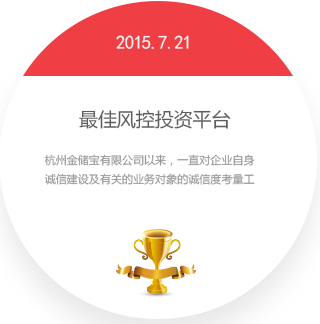 2015.7.21
最佳风控投资平台
杭州金储宝有限公司以来，一直对企业自身
诚信建设及有关的业务对象的诚信度考量工